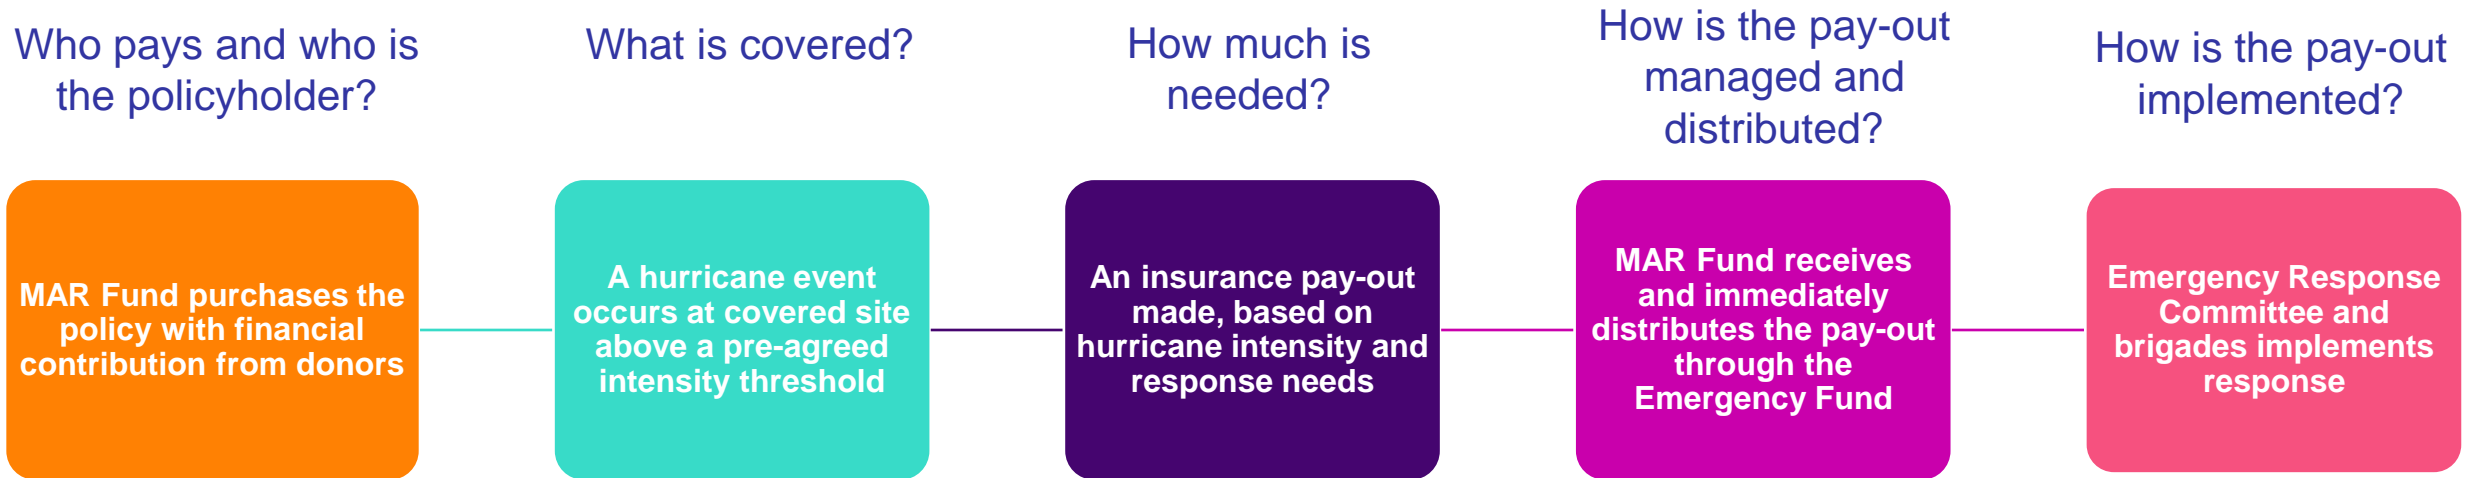 Who pays and who is
the policyholder?
What is covered?
How much is
needed?
How is the pay-out
managed and
distributed?
How is the pay-out
implemented?
MAR Fund purchases the
policy with financial
contribution from donors
A hurricane event
occurs at covered site
above a pre-agreed
intensity threshold
An insurance pay-out
made, based on
hurricane intensity and
response needs
MAR Fund receives
and immediately
distributes the pay-out
through the
Emergency Fund
Emergency Response
Committee and
brigades implements
response